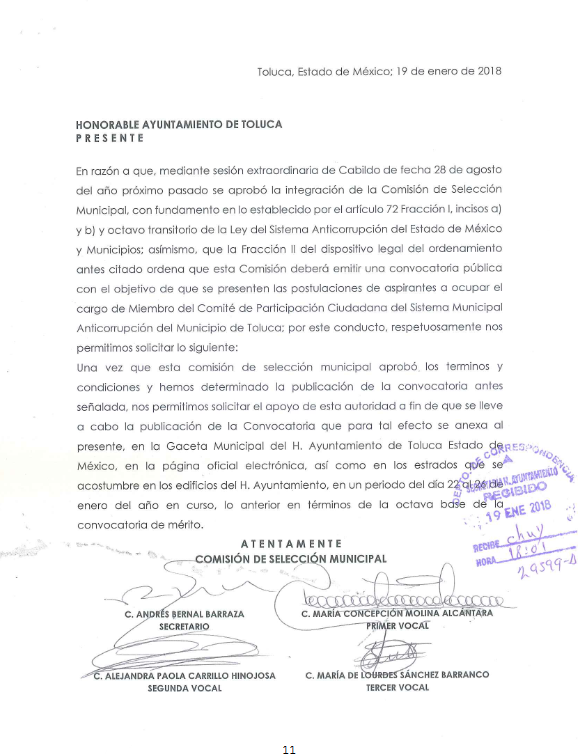 Toluca, Estado de México; 19 de enero de 2018
HONORABLE AYUNTAMIENTO DE TOLUCA
P R E S E N T E
En razón a que, mediante sesión extraordinaria de Cabildo de fecha 28 de agosto
del año próximo pasado se aprobó la integración de la Comisión de Selección
Municipal, con fundamento en lo establecido por el artículo 72 Fracción I, incisos a)
y b) y octavo transitorio de la Ley del Sistema Anticorrupción del Estado de México
y Municipios; asímismo, que la Fracción II del dispositivo legal del ordenamiento
antes citado ordena que esta Comisión deberá emitir una convocatoria pública
con el objetivo de que se presenten las postulaciones de aspirantes a ocupar el
cargo de Miembro del Comité de Participación Ciudadana del Sistema Municipal
Anticorrupción del Municipio de Toluca; por este conducto, respetuosamente nos
permitimos solicitar lo siguiente:
Una vez que esta comisión de selección municipal aprobó los terminos y
condiciones y hemos determinado la publicación de la convocatoria antes
señalada, nos permitimos solicitar el apoyo de esta autoridad a fin de que se lleve
a cabo la publicación de la Convocatoria que para tal efecto se anexa al
presente, en la Gaceta Municipal del H. Ayuntamiento de Toluca Estado de
México, en la página oficial electrónica, así como en los estrados que se
acostumbre en los edificios del H. Ayuntamiento, en un periodo del día 22 al 26 de
enero del año en curso, lo anterior en términos de la octava base de la
convocatoria de mérito.
DEPTO. DE CORRESPONDENCIA
AYUNTAMIENTO
RECIBIDO
19 ENE 2018
RECIBE chuy
HORA 18:01
A T E N T A M E N T E
COMISIÓN DE SELECCIÓN MUNICIPAL
C. ANDRÉS BERNAL BARRAZA
SECRETARIO
C. MARÍA CONCEPCIÓN MOLINA ALCÁNTARA
PRIMER VOCAL
C. ALEJANDRA PAOLA CARRILLO HINOJOSA
SEGUNDA VOCAL
C. MARÍA DE LOURDES SÁNCHEZ BARRANCO
TERCER VOCAL
11